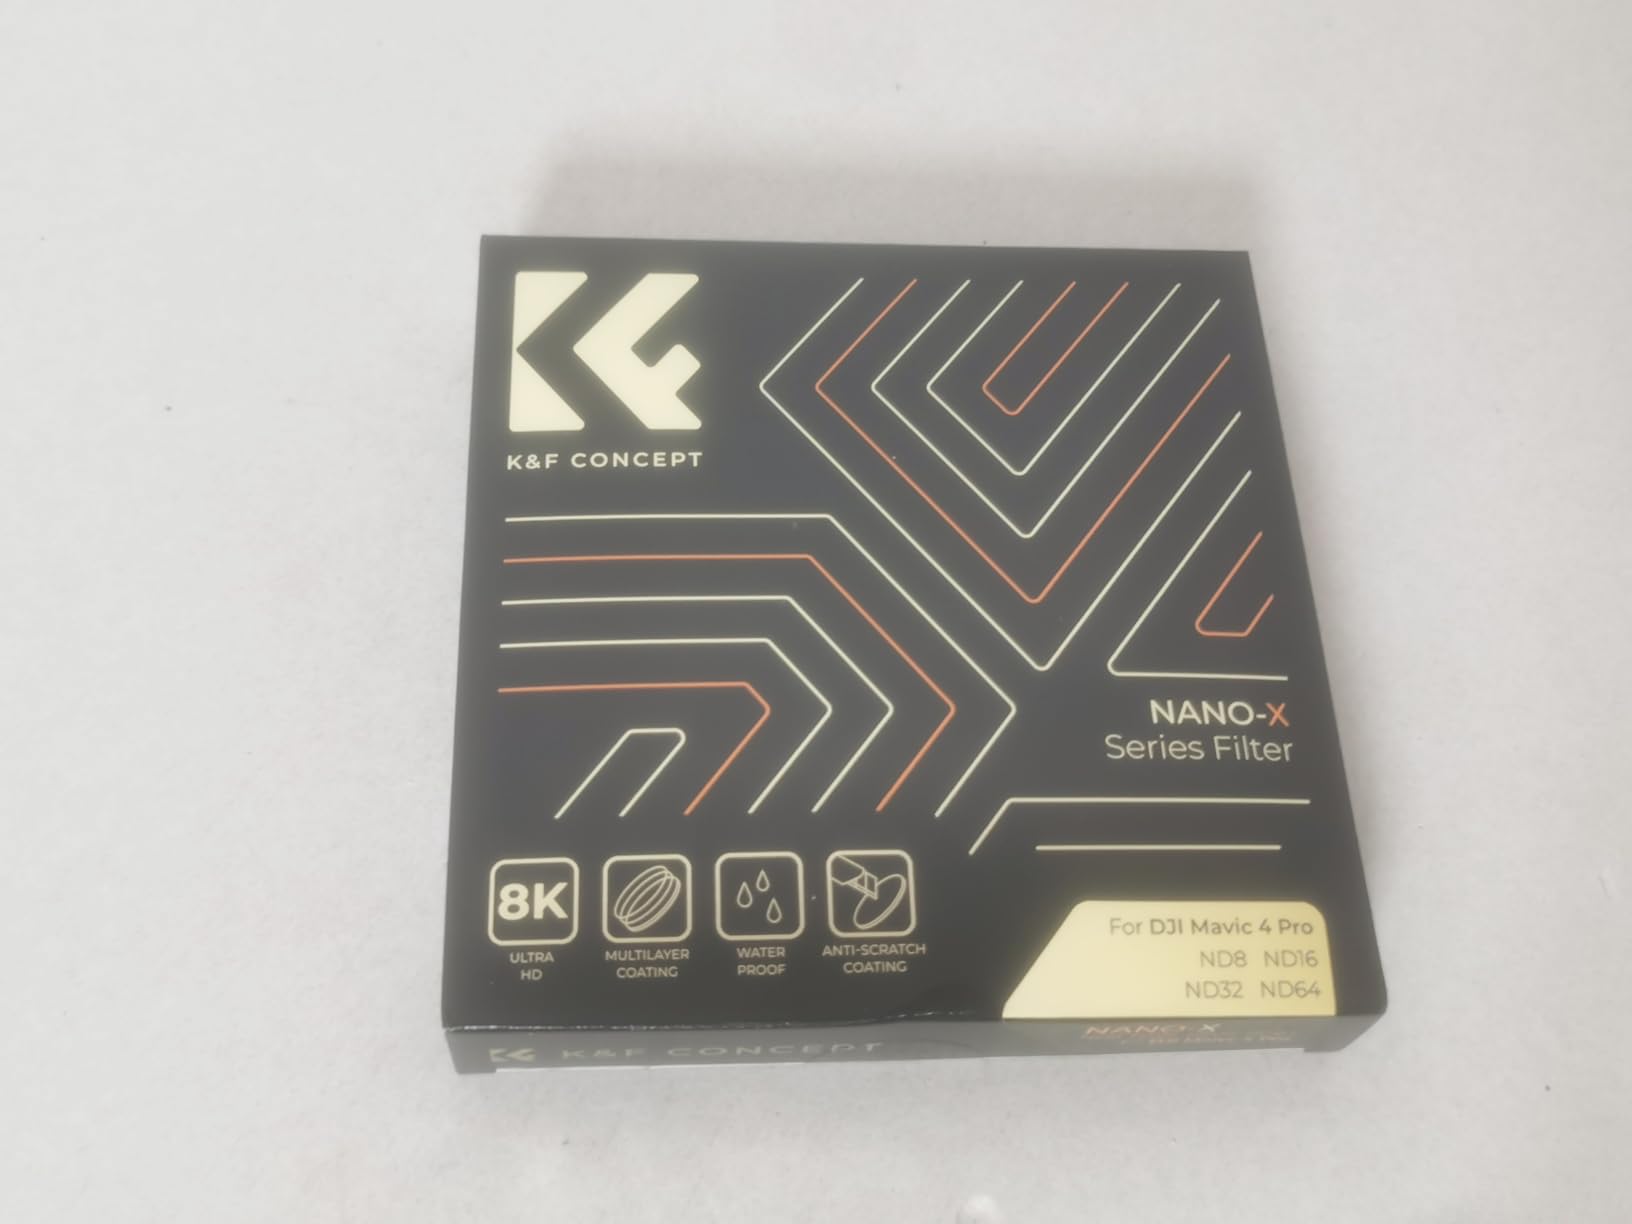 K&F CONCEPT
NANO-X
Series Filter
8K
ULTRA
HD
MULTILAYER
COATING
WATER
PROOF
ANTI-SCRATCH
COATING
For DJI Mavic 4 Pro
ND8 ND16
ND32 ND64
K&F CONCEPT
NANO-X